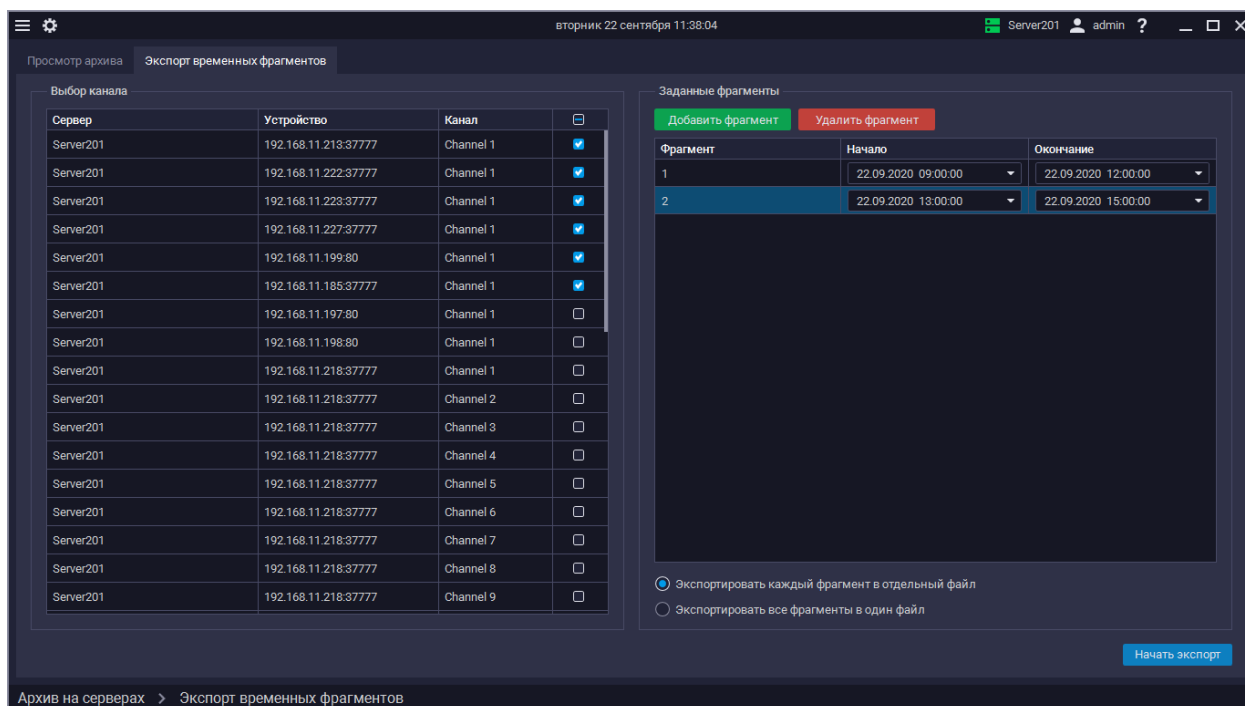 вторник 22 сентября 11:38:04 Server201 admin ?
Просмотр архива Экспорт временных фрагментов
Выбор канала
Сервер Устройство Канал
Server201 192.168.11.213:37777 Channel 1
Server201 192.168.11.222:37777 Channel 1
Server201 192.168.11.223:37777 Channel 1
Server201 192.168.11.227:37777 Channel 1
Server201 192.168.11.199:80 Channel 1
Server201 192.168.11.185:37777 Channel 1
Server201 192.168.11.197:80 Channel 1
Server201 192.168.11.198:80 Channel 1
Server201 192.168.11.218:37777 Channel 1
Server201 192.168.11.218:37777 Channel 2
Server201 192.168.11.218:37777 Channel 3
Server201 192.168.11.218:37777 Channel 4
Server201 192.168.11.218:37777 Channel 5
Server201 192.168.11.218:37777 Channel 6
Server201 192.168.11.218:37777 Channel 7
Server201 192.168.11.218:37777 Channel 8
Server201 192.168.11.218:37777 Channel 9
Заданные фрагменты
Добавить фрагмент Удалить фрагмент
Фрагмент Начало Окончание
1 22.09.2020 09:00:00 22.09.2020 12:00:00
2 22.09.2020 13:00:00 22.09.2020 15:00:00
Экспортировать каждый фрагмент в отдельный файл
Экспортировать все фрагменты в один файл
Начать экспорт
Архив на серверах > Экспорт временных фрагментов